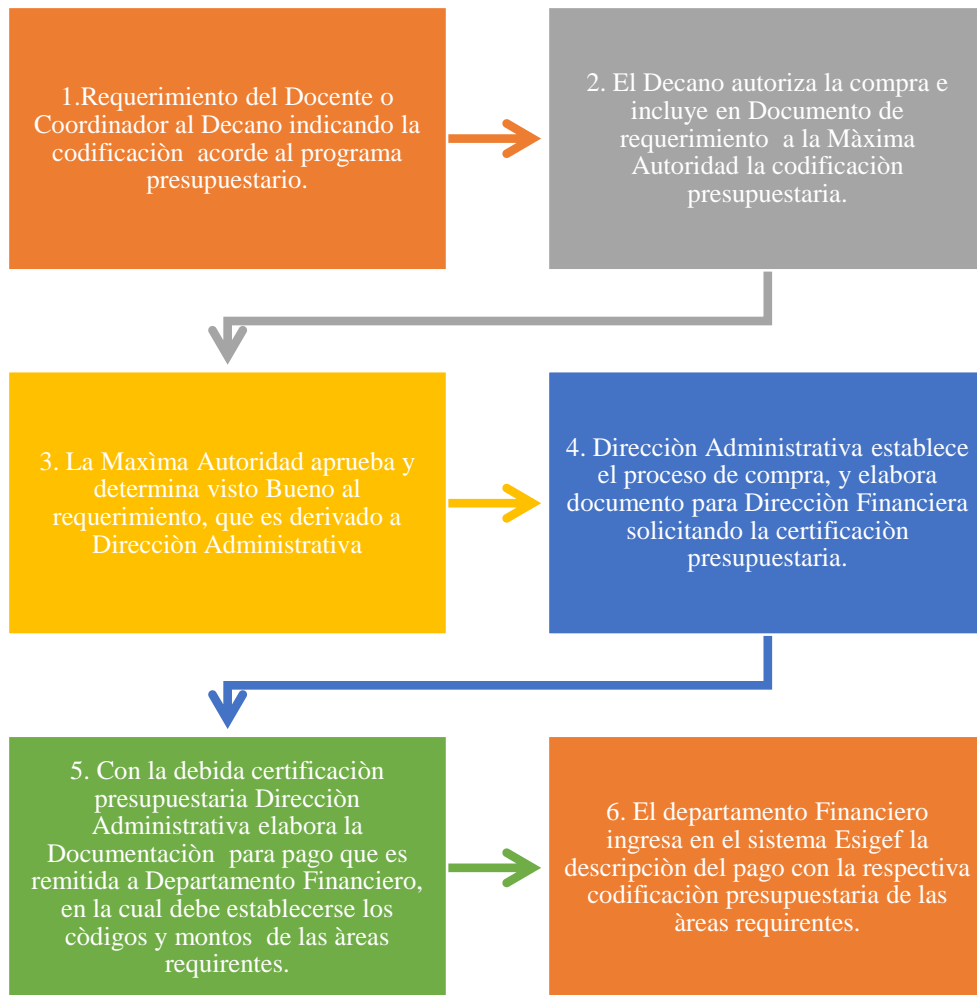 1.Requerimiento del Docente o
Coordinador al Decano indicando la
codificaciòn acorde al programa
presupuestario.
2. El Decano autoriza la compra e
incluye en Documento de
requerimiento a la Màxima
Autoridad la codificaciòn
presupuestaria.
3. La Maxìma Autoridad aprueba y
determina visto Bueno al
requerimiento, que es derivado a
Direcciòn Administrativa
4. Direcciòn Administrativa establece
el proceso de compra, y elabora
documento para Direcciòn Financiera
solicitando la certificaciòn
presupuestaria.
5. Con la debida certificaciòn
presupuestaria Direcciòn
Administrativa elabora la
Documentaciòn para pago que es
remitida a Departamento Financiero,
en la cual debe establecerse los
còdigos y montos de las àreas
requirentes.
6. El departamento Financiero
ingresa en el sistema Esigef la
descripciòn del pago con la respectiva
codificaciòn presupuestaria de las
àreas requirentes.